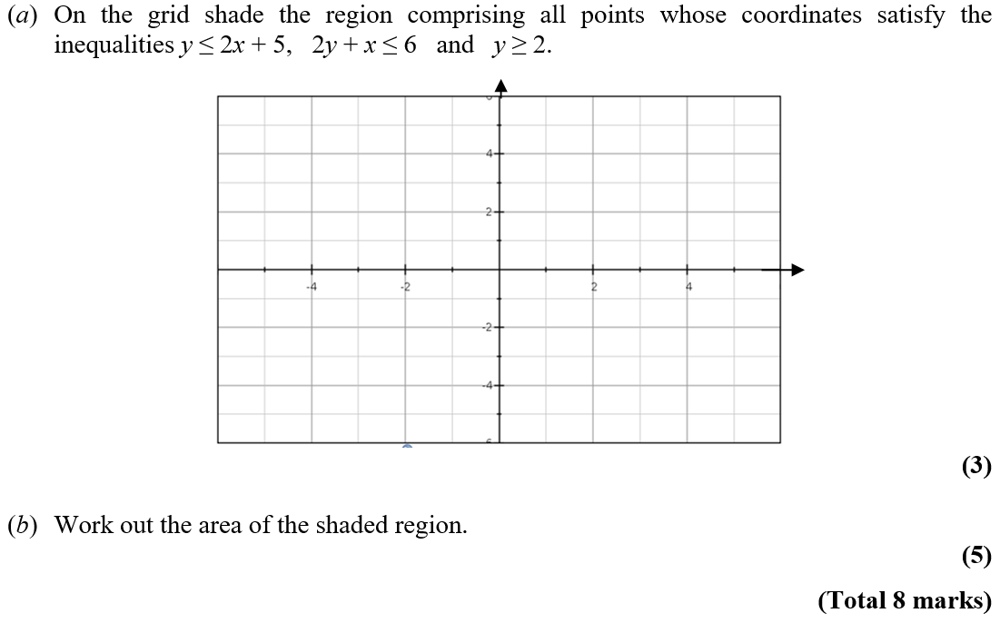 (a) On the grid shade the region comprising all points whose coordinates satisfy the
inequalities y ≤ 2x + 5, 2y + x ≤ 6 and y ≥ 2.
4
2
-4 -2 2 4
-2
-4
(3)
(b) Work out the area of the shaded region.
(5)
(Total 8 marks)